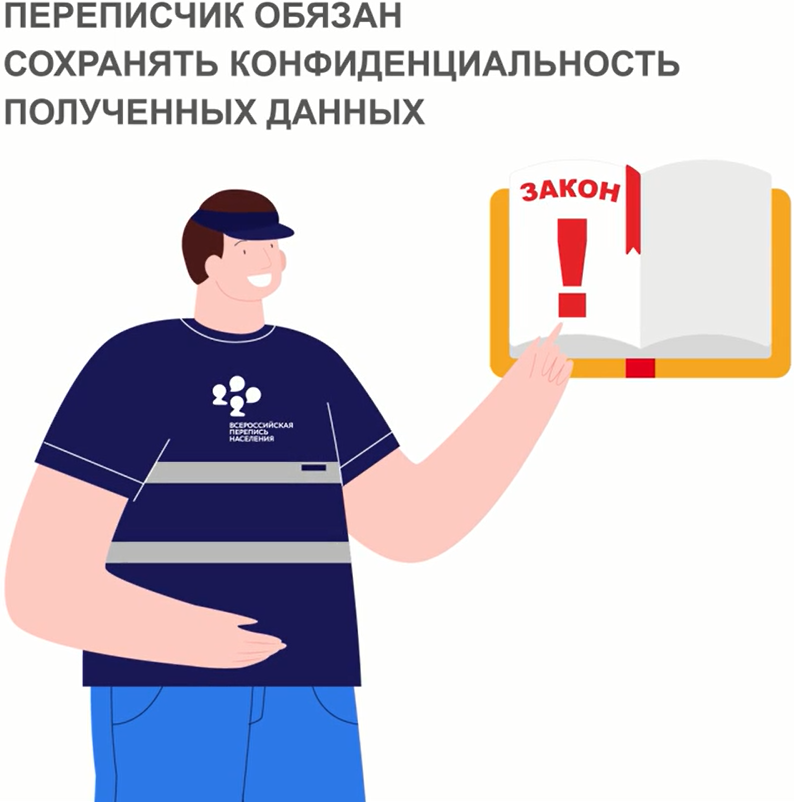 ПЕРЕПИСЧИК ОБЯЗАН
СОХРАНЯТЬ КОНФИДЕНЦИАЛЬНОСТЬ
ПОЛУЧЕННЫХ ДАННЫХ
ЗАКОН
!
ВСЕРОССИЙСКАЯ
ПЕРЕПИСЬ
НАСЕЛЕНИЯ